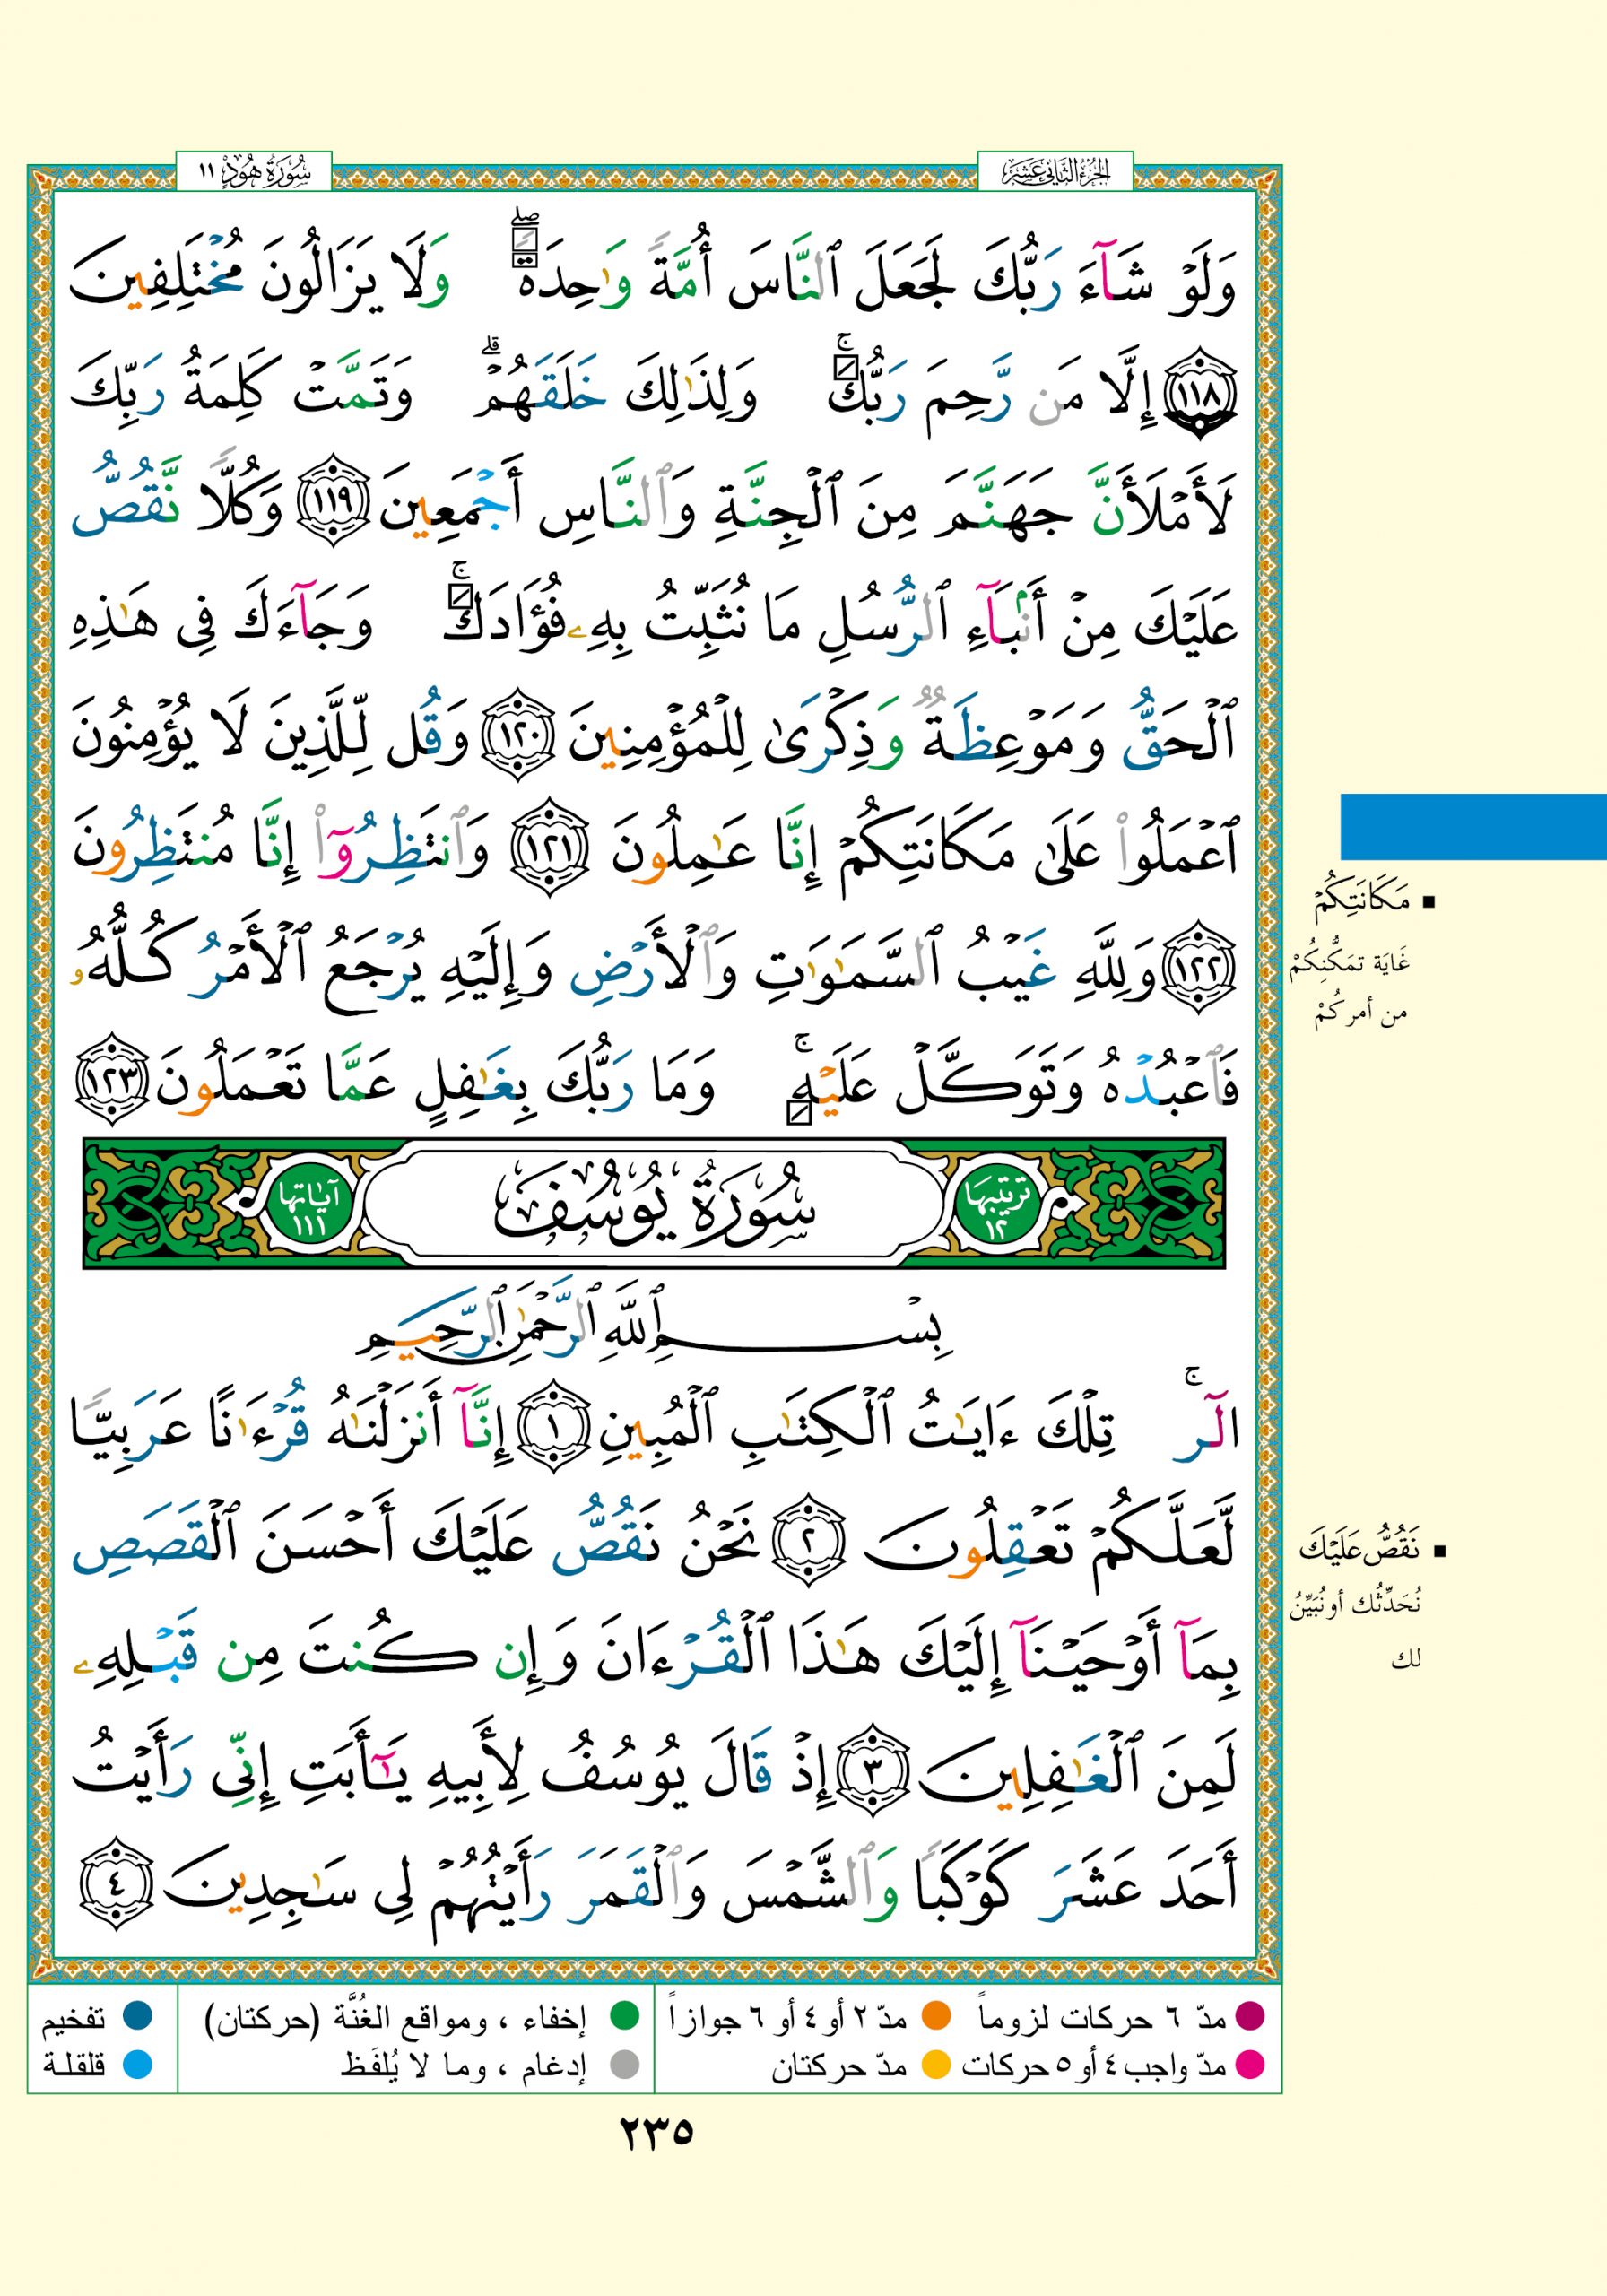 الجزء الثاني عشر
سورة هود ١١
وَلَوْ شَآءَ رَبُّكَ لَجَعَلَ ٱلنَّاسَ أُمَّةً وَٰحِدَةً ۖ وَلَا يَزَالُونَ مُخْتَلِفِينَ
١١٨ إِلَّا مَن رَّحِمَ رَبُّكَ ۚ وَلِذَٰلِكَ خَلَقَهُمْ ۗ وَتَمَّتْ كَلِمَةُ رَبِّكَ
لَأَمْلَأَنَّ جَهَنَّمَ مِنَ ٱلْجِنَّةِ وَٱلنَّاسِ أَجْمَعِينَ ١١٩ وَكُلًّا نَّقُصُّ
عَلَيْكَ مِنْ أَنۢبَآءِ ٱلرُّسُلِ مَا نُثَبِّتُ بِهِۦ فُؤَادَكَ ۚ وَجَآءَكَ فِى هَٰذِهِ
ٱلْحَقُّ وَمَوْعِظَةٌ وَذِكْرَىٰ لِلْمُؤْمِنِينَ ١٢٠ وَقُل لِّلَّذِينَ لَا يُؤْمِنُونَ
ٱعْمَلُوا۟ عَلَىٰ مَكَانَتِكُمْ إِنَّا عَٰمِلُونَ ١٢١ وَٱنتَظِرُوٓا۟ إِنَّا مُنتَظِرُونَ
١٢٢ وَلِلَّهِ غَيْبُ ٱلسَّمَٰوَٰتِ وَٱلْأَرْضِ وَإِلَيْهِ يُرْجَعُ ٱلْأَمْرُ كُلُّهُۥ
فَٱعْبُدْهُ وَتَوَكَّلْ عَلَيْهِ ۚ وَمَا رَبُّكَ بِغَٰفِلٍ عَمَّا تَعْمَلُونَ ١٢٣
ترتيبها ١٢ سُورَةُ يُوسُفَ آياتها ١١١
بِسْمِ ٱللَّهِ ٱلرَّحْمَٰنِ ٱلرَّحِيمِ
الٓر ۚ تِلْكَ ءَايَٰتُ ٱلْكِتَٰبِ ٱلْمُبِينِ ١ إِنَّآ أَنزَلْنَٰهُ قُرْءَٰنًا عَرَبِيًّا
لَّعَلَّكُمْ تَعْقِلُونَ ٢ نَحْنُ نَقُصُّ عَلَيْكَ أَحْسَنَ ٱلْقَصَصِ
بِمَآ أَوْحَيْنَآ إِلَيْكَ هَٰذَا ٱلْقُرْءَانَ وَإِن كُنتَ مِن قَبْلِهِۦ
لَمِنَ ٱلْغَٰفِلِينَ ٣ إِذْ قَالَ يُوسُفُ لِأَبِيهِ يَٰٓأَبَتِ إِنِّى رَأَيْتُ
أَحَدَ عَشَرَ كَوْكَبًا وَٱلشَّمْسَ وَٱلْقَمَرَ رَأَيْتُهُمْ لِى سَٰجِدِينَ ٤
■ مَكَانَتِكُمْ
غَايَة تمَكُّنِكُمْ
من أمركُمْ
■ نَقُصُّ عَلَيْكَ
نُحَدِّثُك أو نُبَيِّنُ
لك
مدّ ٦ حركات لزوماً مدّ ٢ أو ٤ أو ٦ جوازاً إخفاء ، ومواقع الغُنَّة (حركتان) تفخيم
مدّ واجب ٤ أو ٥ حركات مدّ حركتان إدغام ، وما لا يُلفَظ قلقلة
٢٣٥